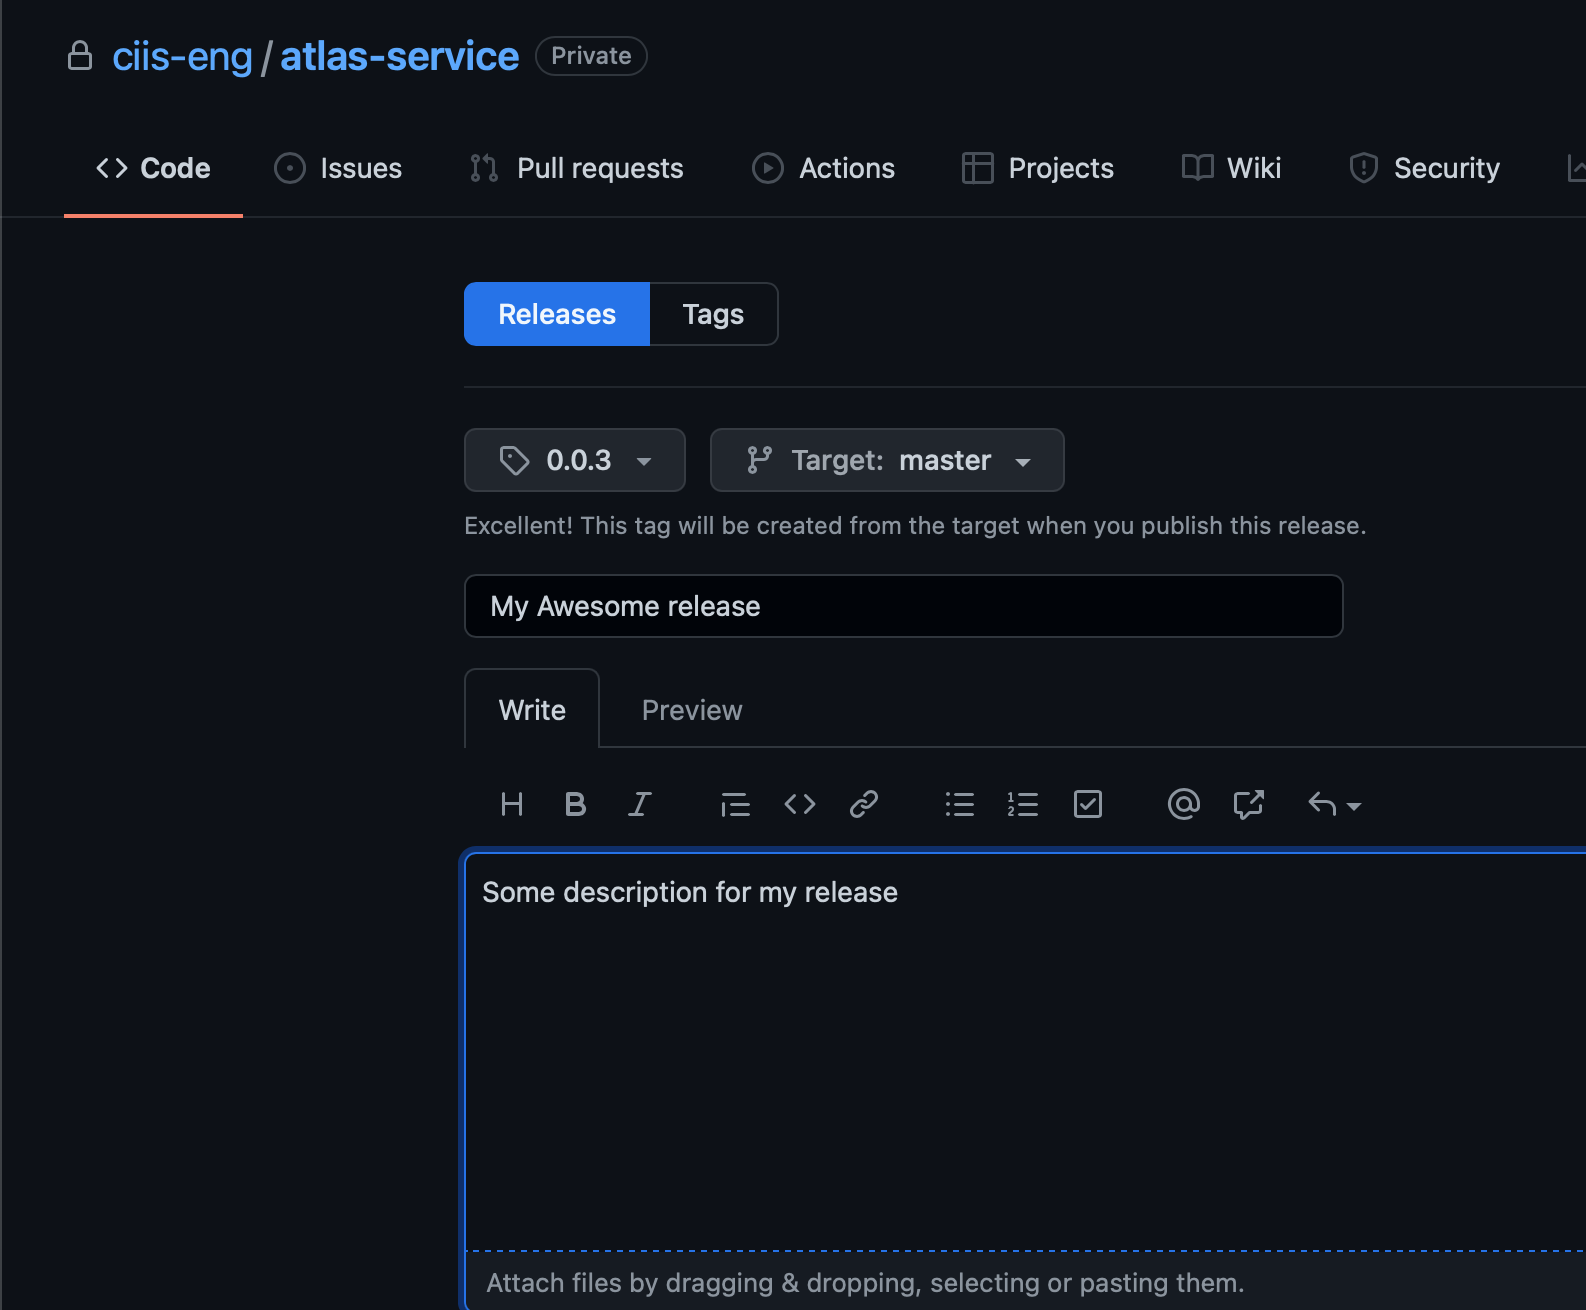 ciis-eng / atlas-service Private
Code Issues Pull requests Actions Projects Wiki Security
Releases Tags
0.0.3 Target: master
Excellent! This tag will be created from the target when you publish this release.
My Awesome release
Write Preview
Some description for my release
Attach files by dragging & dropping, selecting or pasting them.